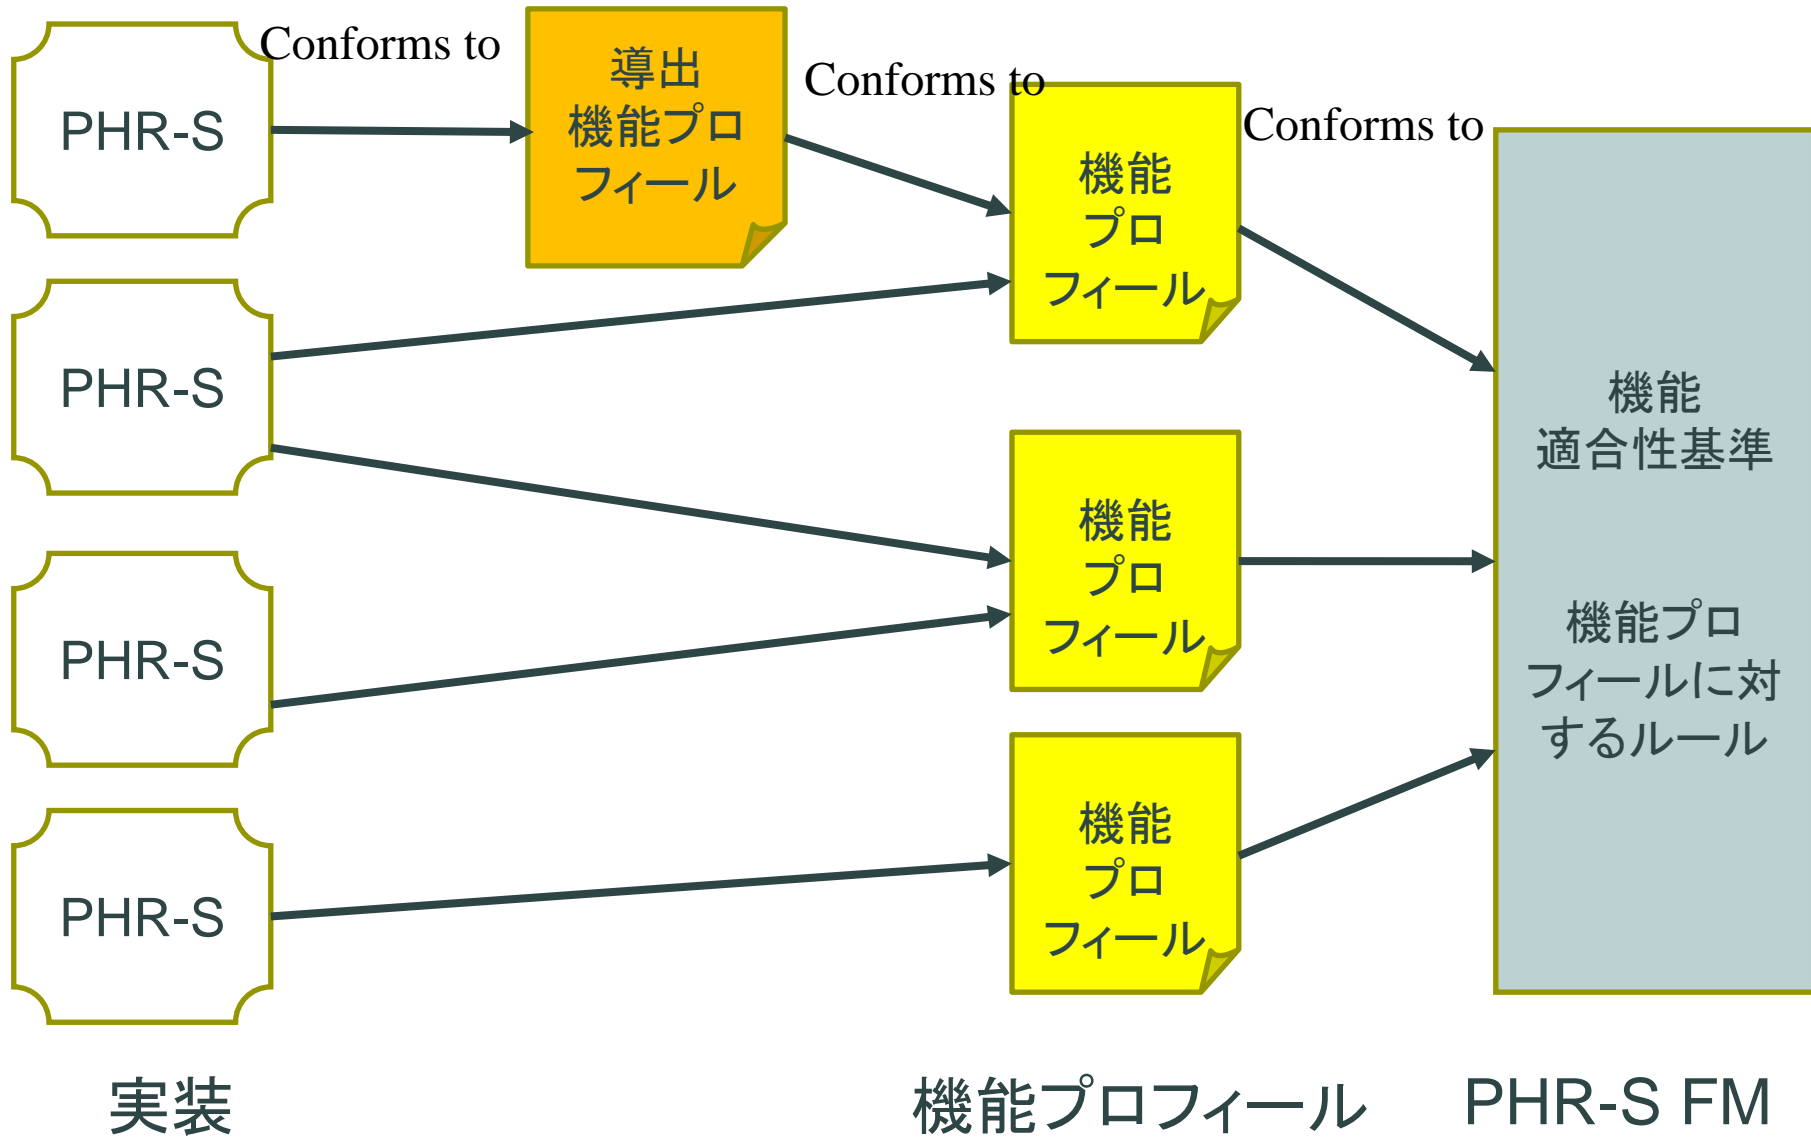 Conforms to
Conforms to
Conforms to
PHR-S
導出
機能プロ
フィール
機能
プロ
フィール
PHR-S
機能
適合性基準
機能プロ
フィールに対
するルール
機能
プロ
フィール
PHR-S
機能
プロ
フィール
PHR-S
実装
機能プロフィール
PHR-S FM